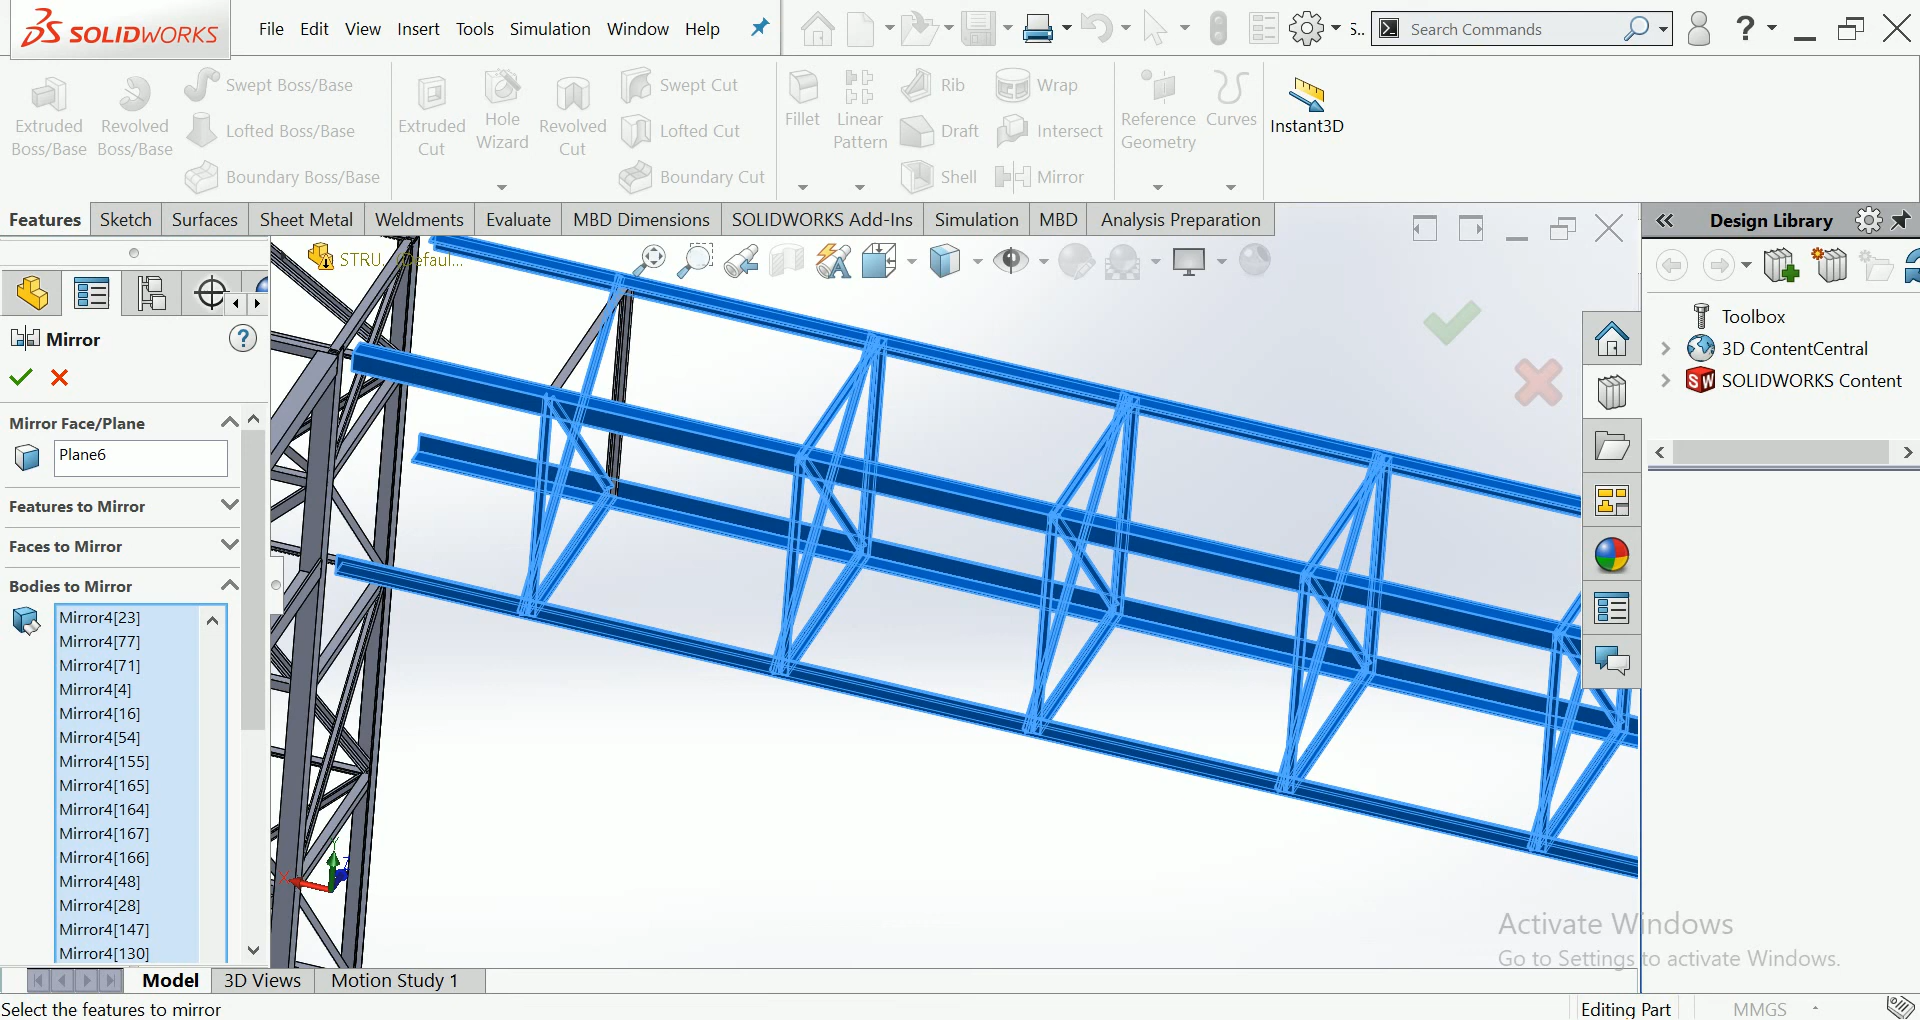 SOLIDWORKS
File Edit View Insert Tools Simulation Window Help
S..
Search Commands
Extruded Boss/Base
Revolved Boss/Base
Swept Boss/Base
Lofted Boss/Base
Boundary Boss/Base
Extruded Cut
Hole Wizard
Revolved Cut
Swept Cut
Lofted Cut
Boundary Cut
Fillet
Linear Pattern
Rib
Draft
Shell
Wrap
Intersect
Mirror
Reference Geometry
Curves
Instant3D
Features Sketch Surfaces Sheet Metal Weldments Evaluate MBD Dimensions SOLIDWORKS Add-Ins Simulation MBD Analysis Preparation
Design Library
Toolbox
3D ContentCentral
SOLIDWORKS Content
Mirror
Mirror Face/Plane
Plane6
Features to Mirror
Faces to Mirror
Bodies to Mirror
Mirror4[23]
Mirror4[77]
Mirror4[71]
Mirror4[4]
Mirror4[16]
Mirror4[54]
Mirror4[155]
Mirror4[165]
Mirror4[164]
Mirror4[167]
Mirror4[166]
Mirror4[48]
Mirror4[28]
Mirror4[147]
Mirror4[130]
X
Activate Windows
Go to Settings to activate Windows.
Model 3D Views Motion Study 1
Select the features to mirror
Editing Part
MMGS